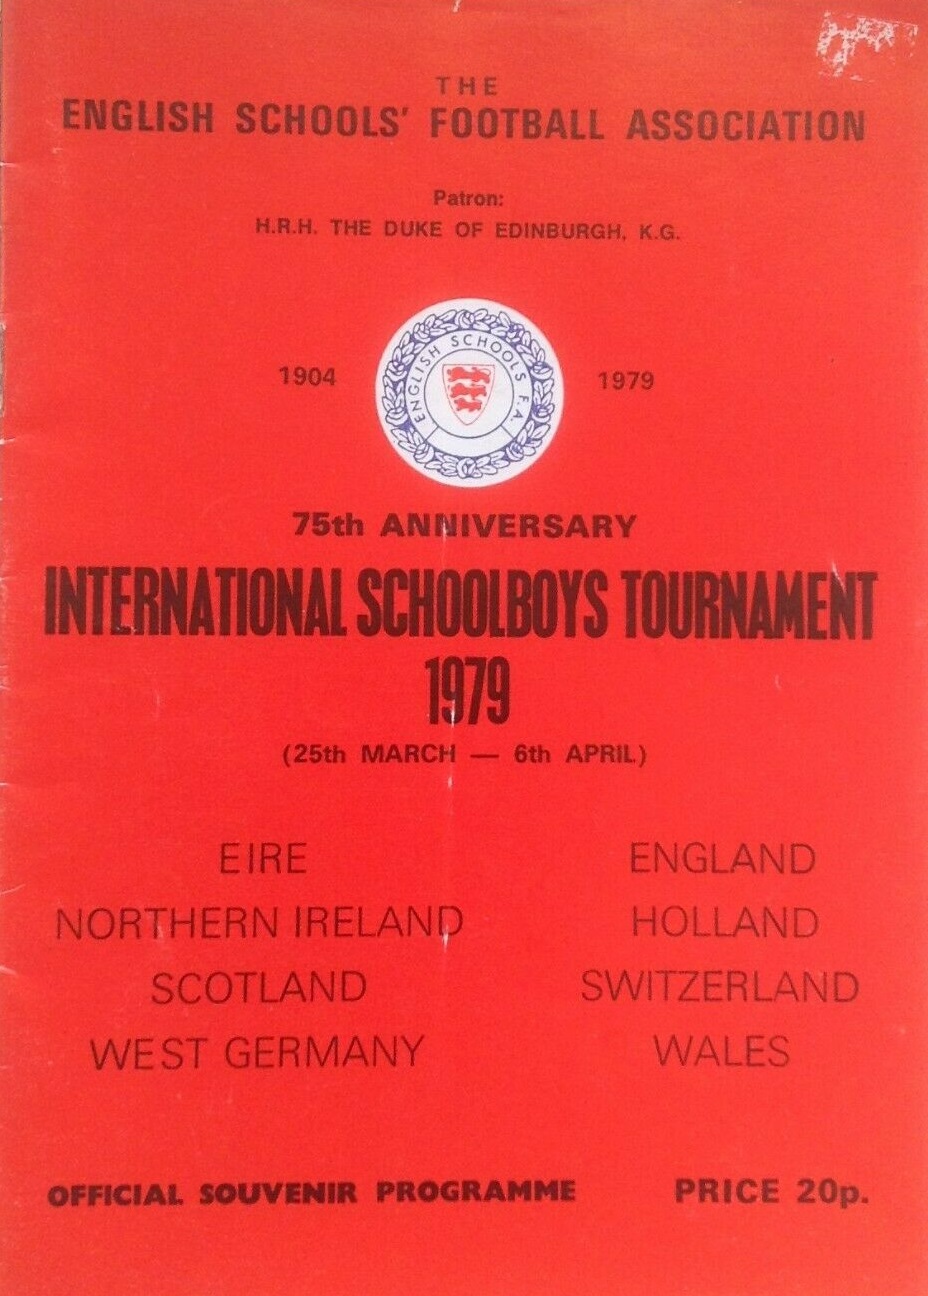 THE
ENGLISH SCHOOLS' FOOTBALL ASSOCIATION
Patron:
H.R.H. THE DUKE OF EDINBURGH, K.G.
1904
ENGLISH SCHOOLS F.A.
1979
75th ANNIVERSARY
INTERNATIONAL SCHOOLBOYS TOURNAMENT
1979
(25th MARCH — 6th APRIL)
EIRE
NORTHERN IRELAND
SCOTLAND
WEST GERMANY
ENGLAND
HOLLAND
SWITZERLAND
WALES
OFFICIAL SOUVENIR PROGRAMME
PRICE 20p.